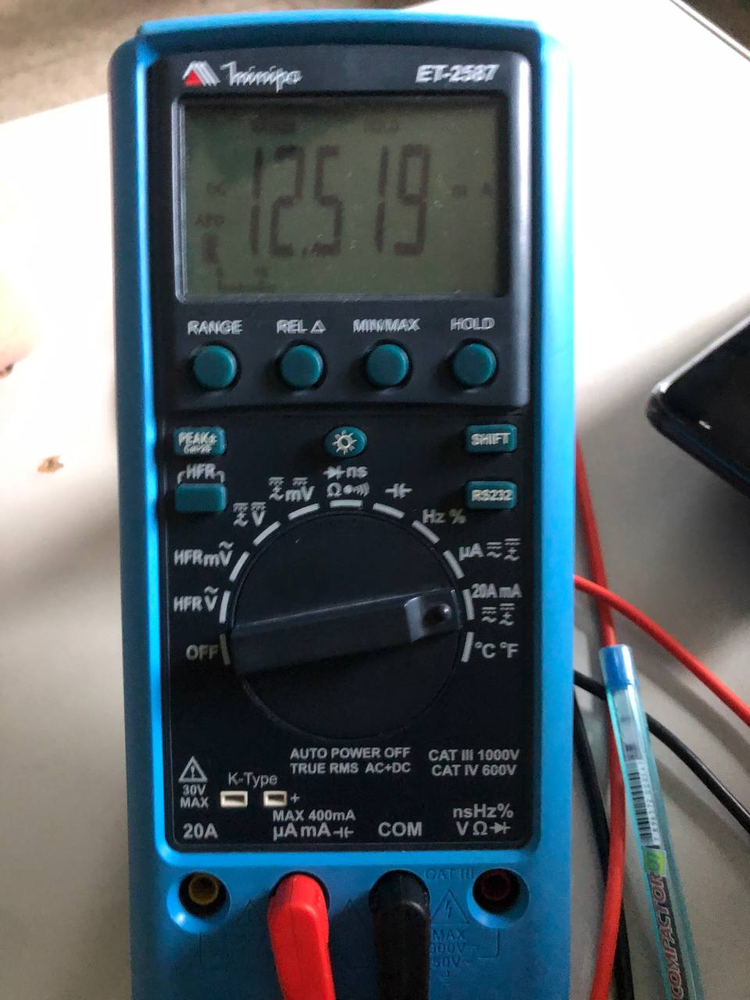 Minipa ET-2587
DC 12.519 m A
APO
RANGE REL △ MIN/MAX HOLD
PEAK±
SHIFT
HFR
RS232
ns
mV Ω
V Hz %
HFR mV µA
HFR V 20A mA
OFF °C °F
AUTO POWER OFF CAT III 1000V
TRUE RMS AC+DC CAT IV 600V
K-Type
30V
MAX
+
MAX 400mA nsHz%
20A µA mA COM V Ω
CAT III
MAX
COMPACTOR